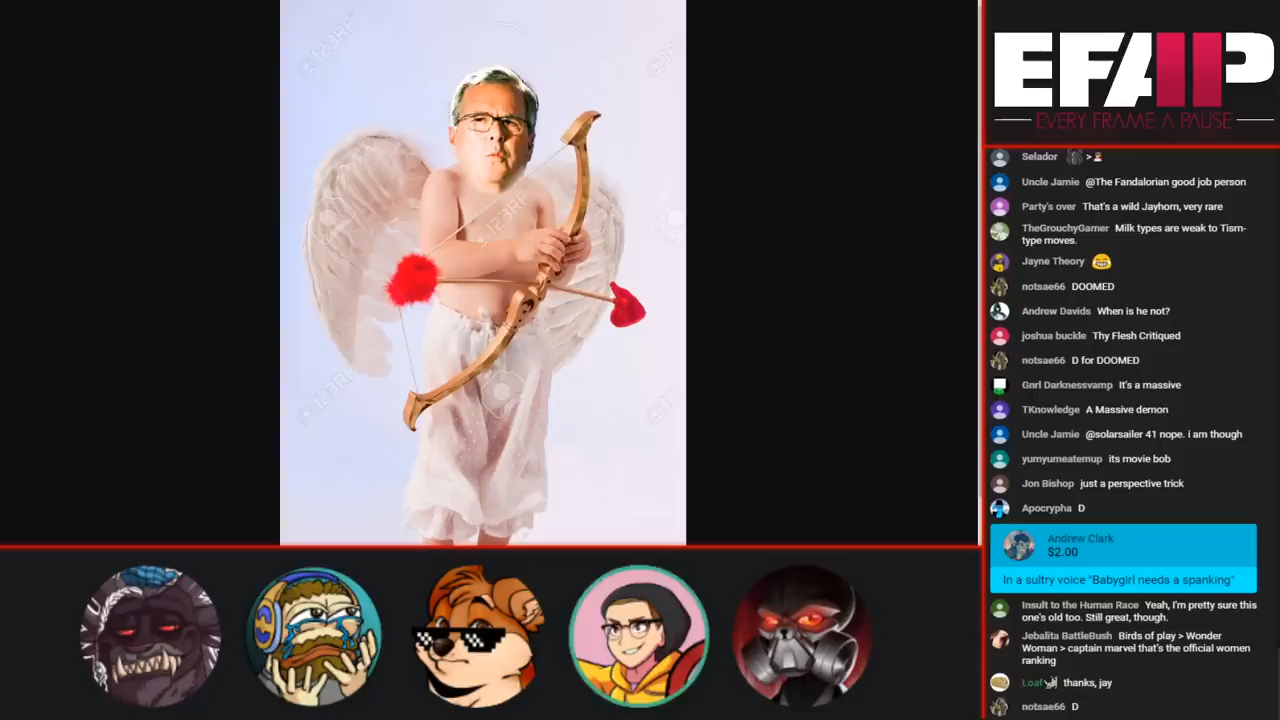 123RF
123RF
123RF
123RF
123RF
EFAP
EVERY FRAME A PAUSE
Selador >
Uncle Jamie @The Fandalorian good job person
Party's over That's a wild Jayhorn, very rare
TheGrouchyGamer Milk types are weak to Tism-
type moves.
Jayne Theory
notsae66 DOOMED
Andrew Davids When is he not?
joshua buckle Thy Flesh Critiqued
notsae66 D for DOOMED
Gnrl Darknessvamp It's a massive
TKnowledge A Massive demon
Uncle Jamie @solarsailer 41 nope. i am though
yumyumeatemup its movie bob
Jon Bishop just a perspective trick
Apocrypha D
Andrew Clark
$2.00
In a sultry voice "Babygirl needs a spanking"
Insult to the Human Race Yeah, I'm pretty sure this
one's old too. Still great, though.
Jebalita BattleBush Birds of play > Wonder
Woman > captain marvel that's the official women
ranking
Loaf thanks, jay
notsae66 D